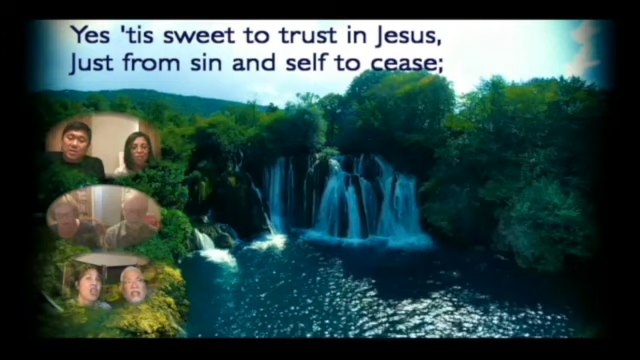 Yes 'tis sweet to trust in Jesus,
Just from sin and self to cease;